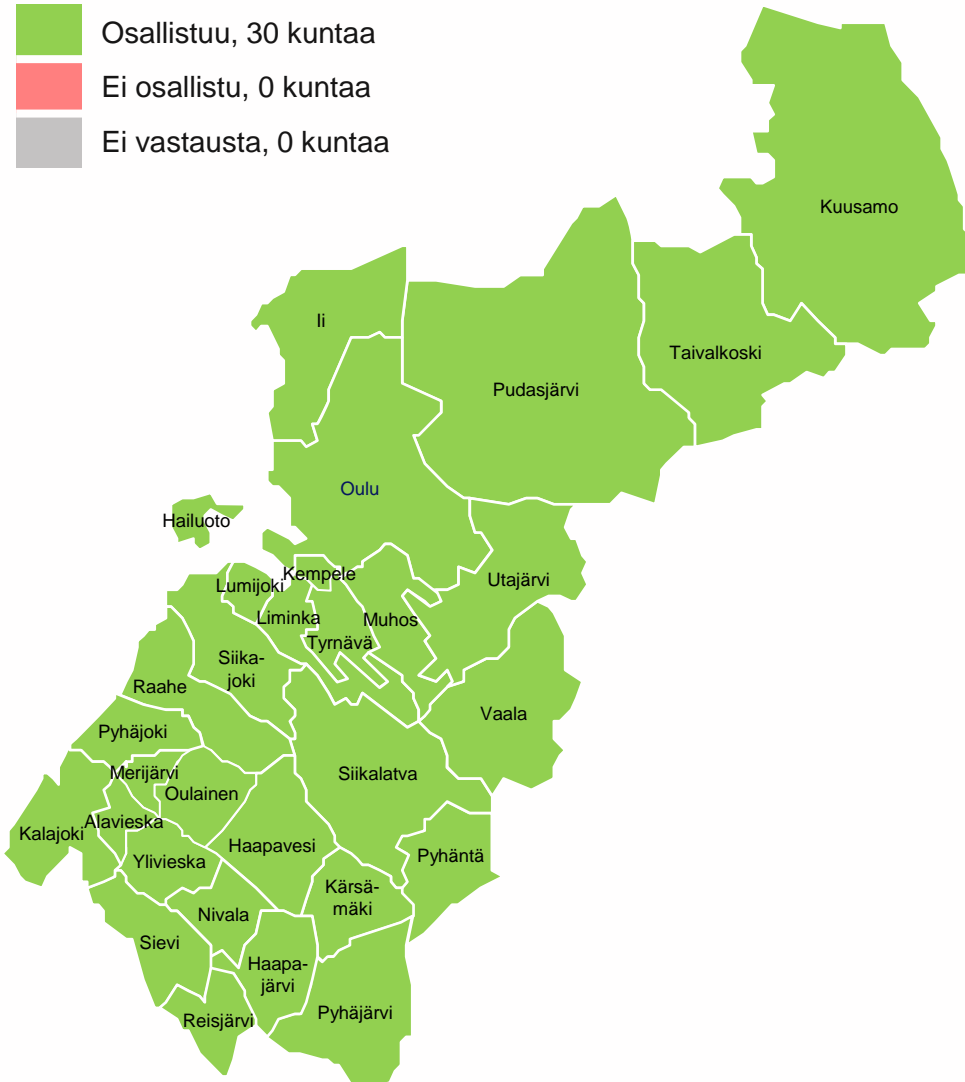 Osallistuu, 30 kuntaa
Ei osallistu, 0 kuntaa
Ei vastausta, 0 kuntaa
Kuusamo
Ii
Taivalkoski
Pudasjärvi
Oulu
Hailuoto
Kempele
Lumijoki
Utajärvi
Liminka
Muhos
Tyrnävä
Siika-
joki
Raahe
Vaala
Pyhäjoki
Merijärvi
Siikalatva
Oulainen
Alavieska
Kalajoki
Haapavesi
Pyhäntä
Ylivieska
Kärsä-
mäki
Nivala
Sievi
Haapa-
järvi
Pyhäjärvi
Reisjärvi